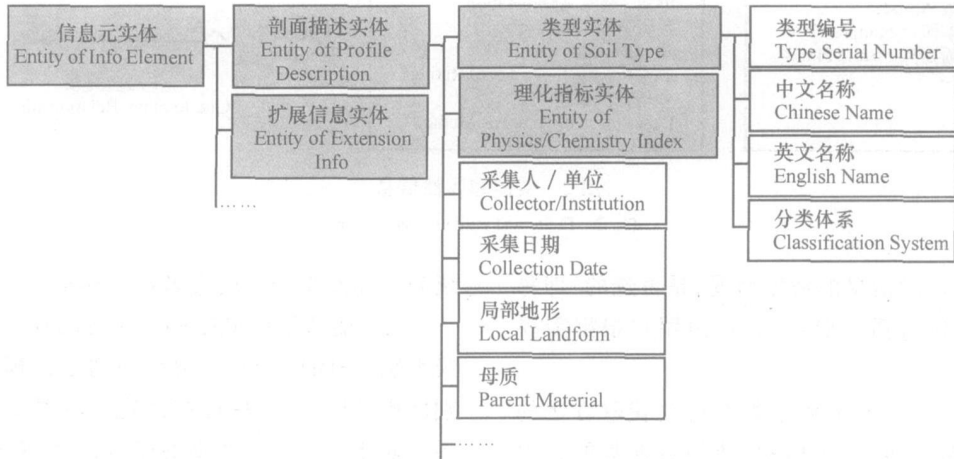 信息元实体
Entity of Info Element
剖面描述实体
Entity of Profile
Description
扩展信息实体
Entity of Extension
Info
……
类型实体
Entity of Soil Type
理化指标实体
Entity of
Physics/Chemistry Index
采集人 / 单位
Collector/Institution
采集日期
Collection Date
局部地形
Local Landform
母质
Parent Material
……
类型编号
Type Serial Number
中文名称
Chinese Name
英文名称
English Name
分类体系
Classification System